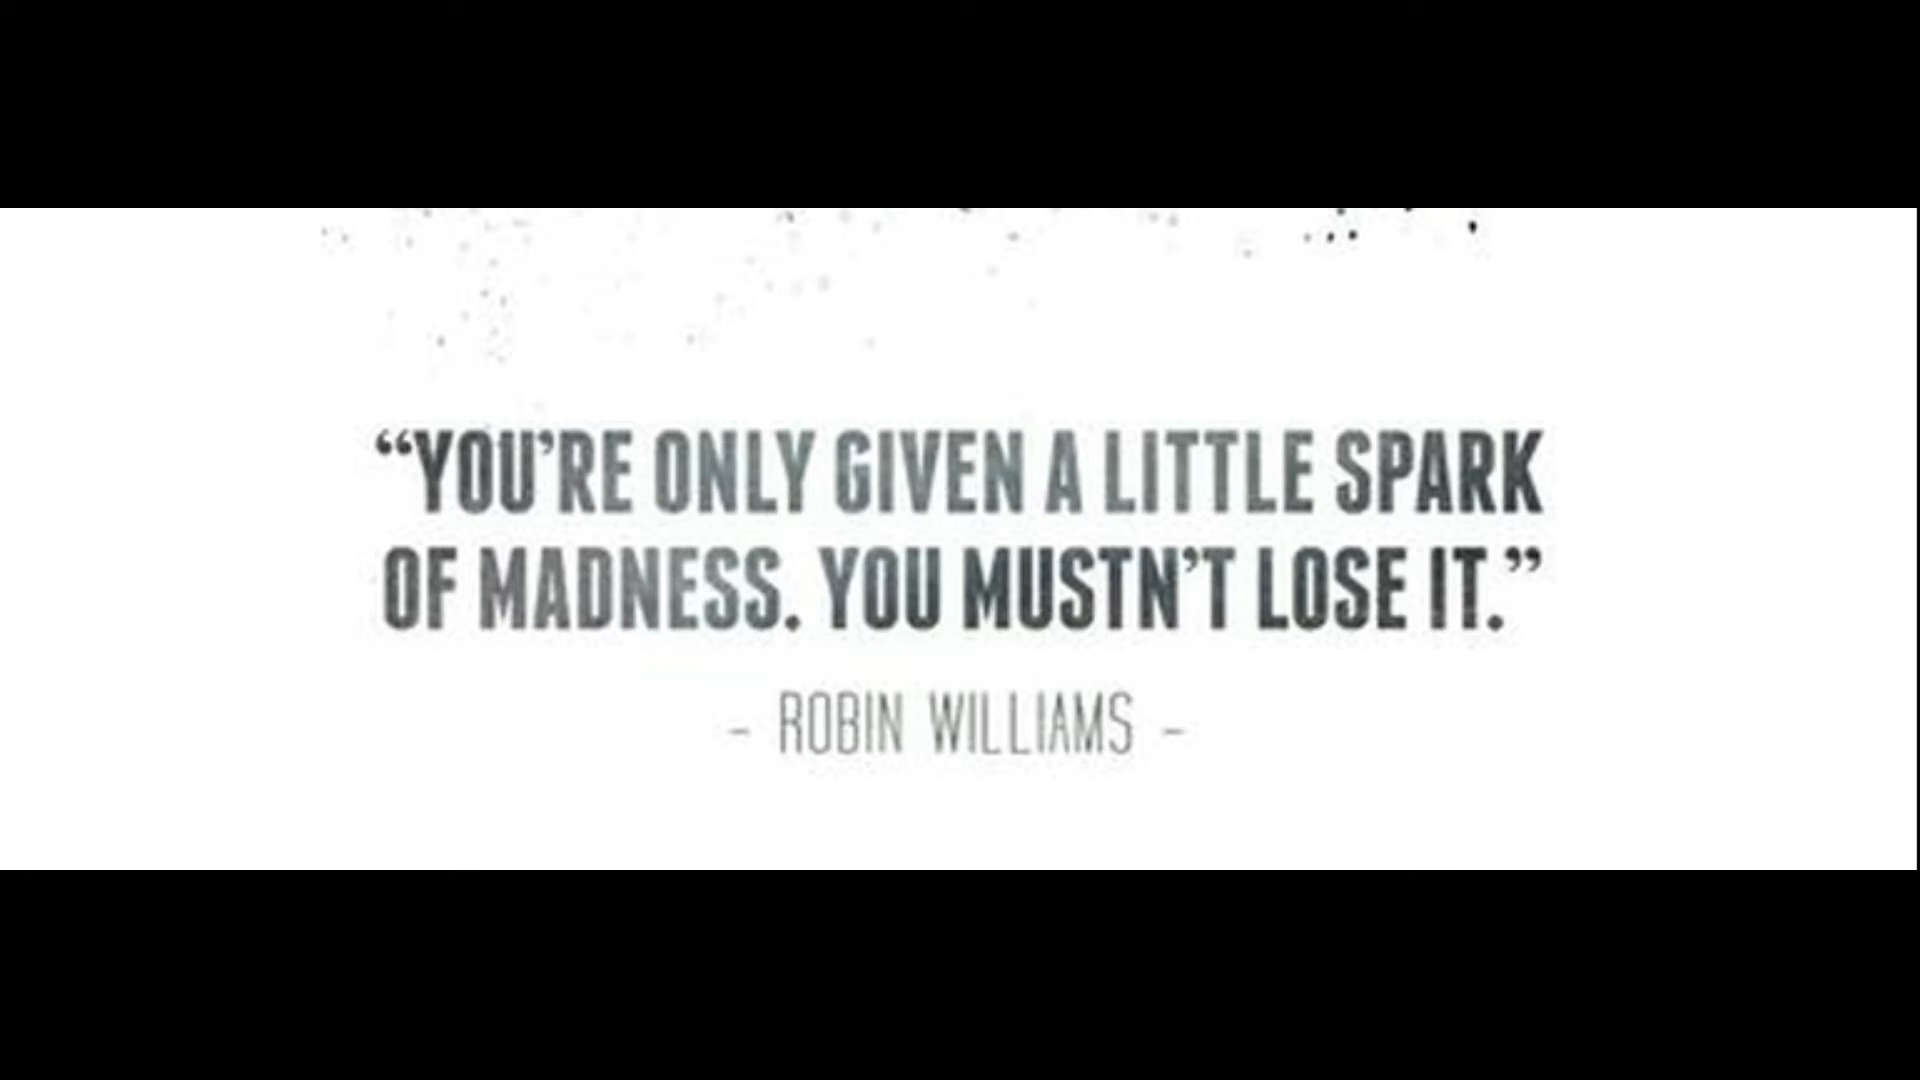 “YOU’RE ONLY GIVEN A LITTLE SPARK
OF MADNESS. YOU MUSTN’T LOSE IT.”
- ROBIN WILLIAMS -